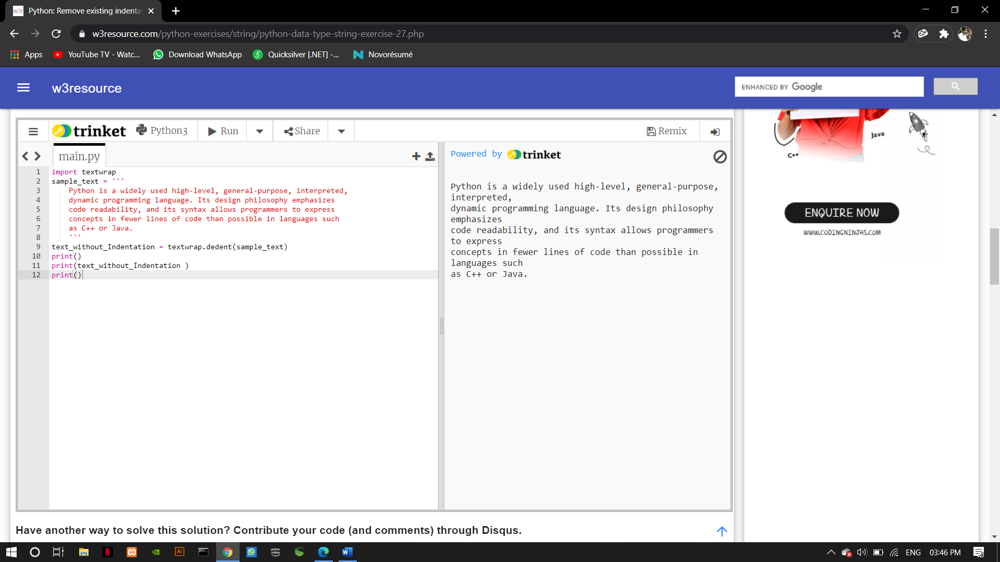 Python: Remove existing indenta
w3resource.com/python-exercises/string/python-data-type-string-exercise-27.php
Apps
YouTube TV - Watc...
Download WhatsApp
Quicksilver [.NET] -...
Novorésumé
w3resource
ENHANCED BY Google
trinket
Python3
Run
Share
Remix
main.py
1 import textwrap
2 sample_text = '''
3 Python is a widely used high-level, general-purpose, interpreted,
4 dynamic programming language. Its design philosophy emphasizes
5 code readability, and its syntax allows programmers to express
6 concepts in fewer lines of code than possible in languages such
7 as C++ or Java.
8 '''
9 text_without_Indentation = textwrap.dedent(sample_text)
10 print()
11 print(text_without_Indentation )
12 print()
Powered by trinket
Python is a widely used high-level, general-purpose,
interpreted,
dynamic programming language. Its design philosophy
emphasizes
code readability, and its syntax allows programmers
to express
concepts in fewer lines of code than possible in
languages such
as C++ or Java.
Java
C++
ENQUIRE NOW
WWW.CODINGNINJAS.COM
Have another way to solve this solution? Contribute your code (and comments) through Disqus.
ENG
03:46 PM